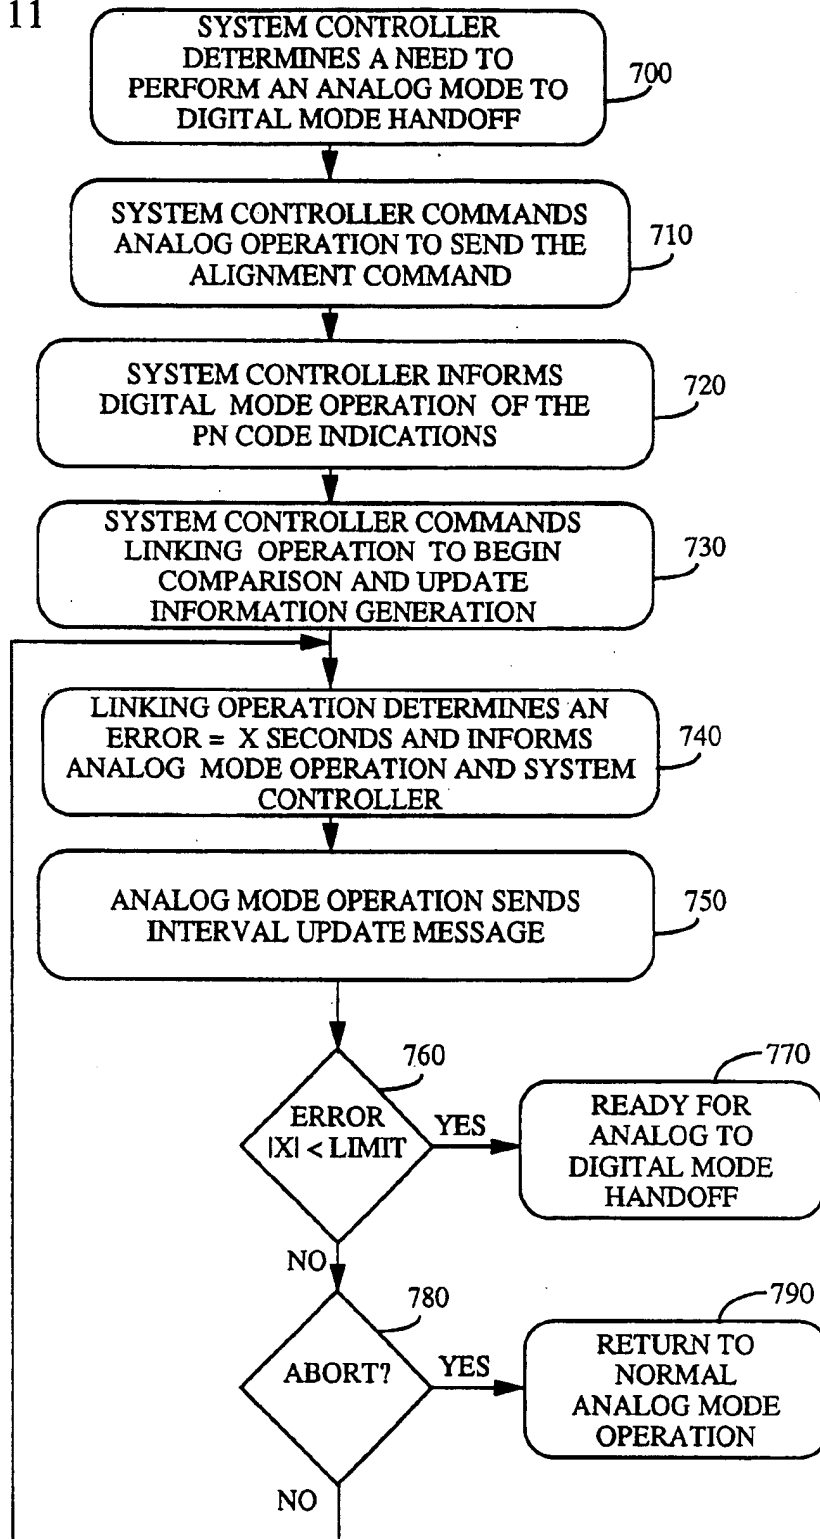 11
SYSTEM CONTROLLER
DETERMINES A NEED TO
PERFORM AN ANALOG MODE TO
DIGITAL MODE HANDOFF
700
SYSTEM CONTROLLER COMMANDS
ANALOG OPERATION TO SEND THE
ALIGNMENT COMMAND
710
SYSTEM CONTROLLER INFORMS
DIGITAL MODE OPERATION OF THE
PN CODE INDICATIONS
720
SYSTEM CONTROLLER COMMANDS
LINKING OPERATION TO BEGIN
COMPARISON AND UPDATE
INFORMATION GENERATION
730
LINKING OPERATION DETERMINES AN
ERROR = X SECONDS AND INFORMS
ANALOG MODE OPERATION AND SYSTEM
CONTROLLER
740
ANALOG MODE OPERATION SENDS
INTERVAL UPDATE MESSAGE
750
760
ERROR
|X| < LIMIT
YES
770
READY FOR
ANALOG TO
DIGITAL MODE
HANDOFF
NO
780
ABORT?
YES
790
RETURN TO
NORMAL
ANALOG MODE
OPERATION
NO